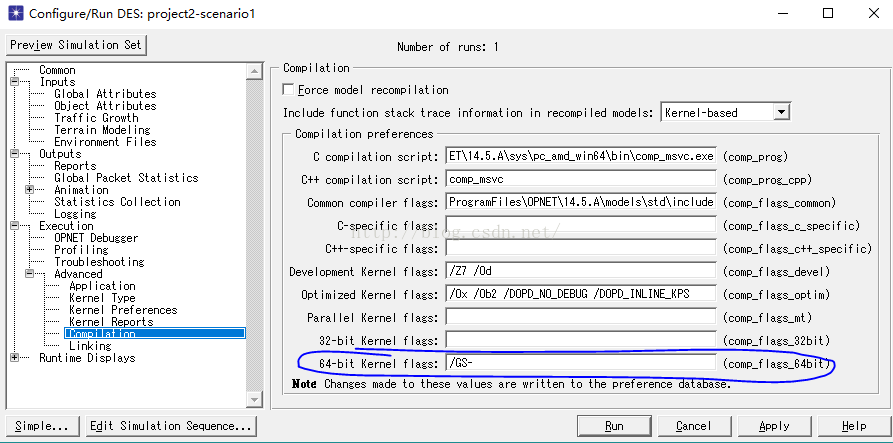 Configure/Run DES: project2-scenario1
Preview Simulation Set
Number of runs: 1
Common
Inputs
Global Attributes
Object Attributes
Traffic Growth
Terrain Modeling
Environment Files
Outputs
Reports
Global Packet Statistics
Animation
Statistics Collection
Logging
Execution
OPNET Debugger
Profiling
Troubleshooting
Advanced
Application
Kernel Type
Kernel Preferences
Kernel Reports
Compilation
Linking
Runtime Displays
Compilation
Force model recompilation
Include function stack trace information in recompiled models: Kernel-based
Compilation preferences
C compilation script: ET\14.5.A\sys\pc_amd_win64\bin\comp_msvc.exe (comp_prog)
C++ compilation script: comp_msvc (comp_prog_cpp)
Common compiler flags: ProgramFiles\OPNET\14.5.A\models\std\include (comp_flags_common)
C-specific flags: (comp_flags_c_specific)
http://blog.csdn.net/
C++-specific flags: (comp_flags_c++_specific)
Development Kernel flags: /Z7 /Od (comp_flags_devel)
Optimized Kernel flags: /Ox /Ob2 /DOPD_NO_DEBUG /DOPD_INLINE_KPS (comp_flags_optim)
Parallel Kernel flags: (comp_flags_mt)
32-bit Kernel flags: (comp_flags_32bit)
64-bit Kernel flags: /GS- (comp_flags_64bit)
Note: Changes made to these values are written to the preference database.
Simple... Edit Simulation Sequence... Run Cancel Apply Help